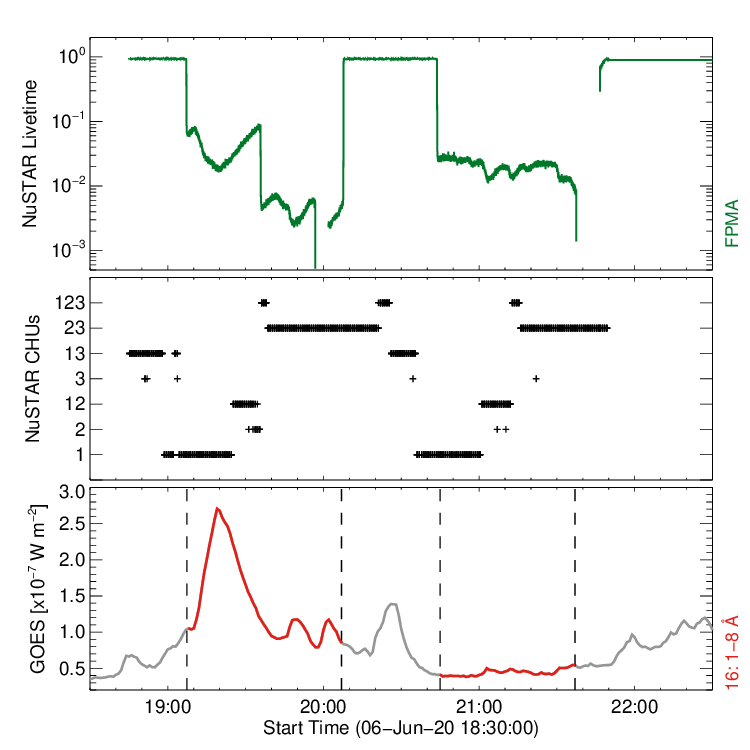 10⁰
10⁻¹
10⁻²
10⁻³
NuSTAR Livetime
FPMA
123
23
13
3
12
2
1
NuSTAR CHUs
3.0
2.5
2.0
1.5
1.0
0.5
GOES [x10⁻⁷ W m⁻²]
16: 1−8 Å
19:00 20:00 21:00 22:00
Start Time (06−Jun−20 18:30:00)